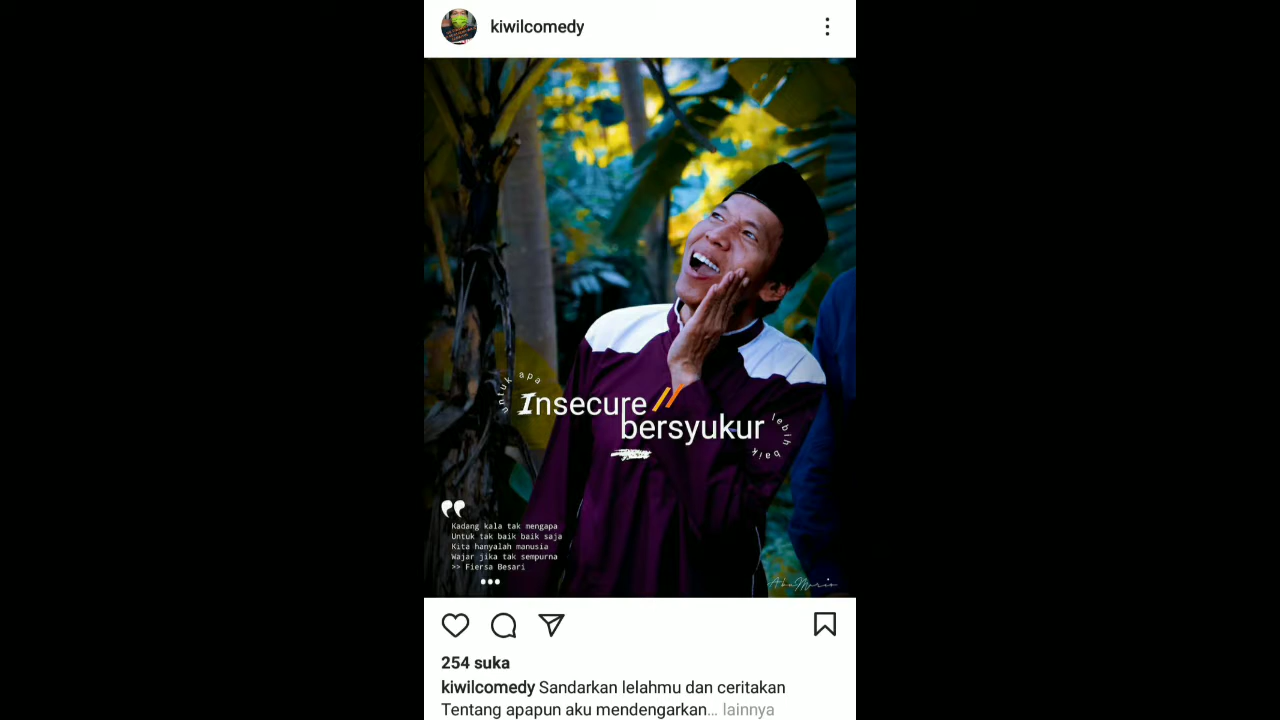 kiwilcomedy
untuk apa
Insecure //
bersyukur
lebih baik
Kadang kala tak mengapa
Untuk tak baik baik saja
Kita hanyalah manusia
Wajar jika tak sempurna
>> Fiersa Besari
AbuMario
254 suka
kiwilcomedy Sandarkan lelahmu dan ceritakan
Tentang apapun aku mendengarkan... lainnya